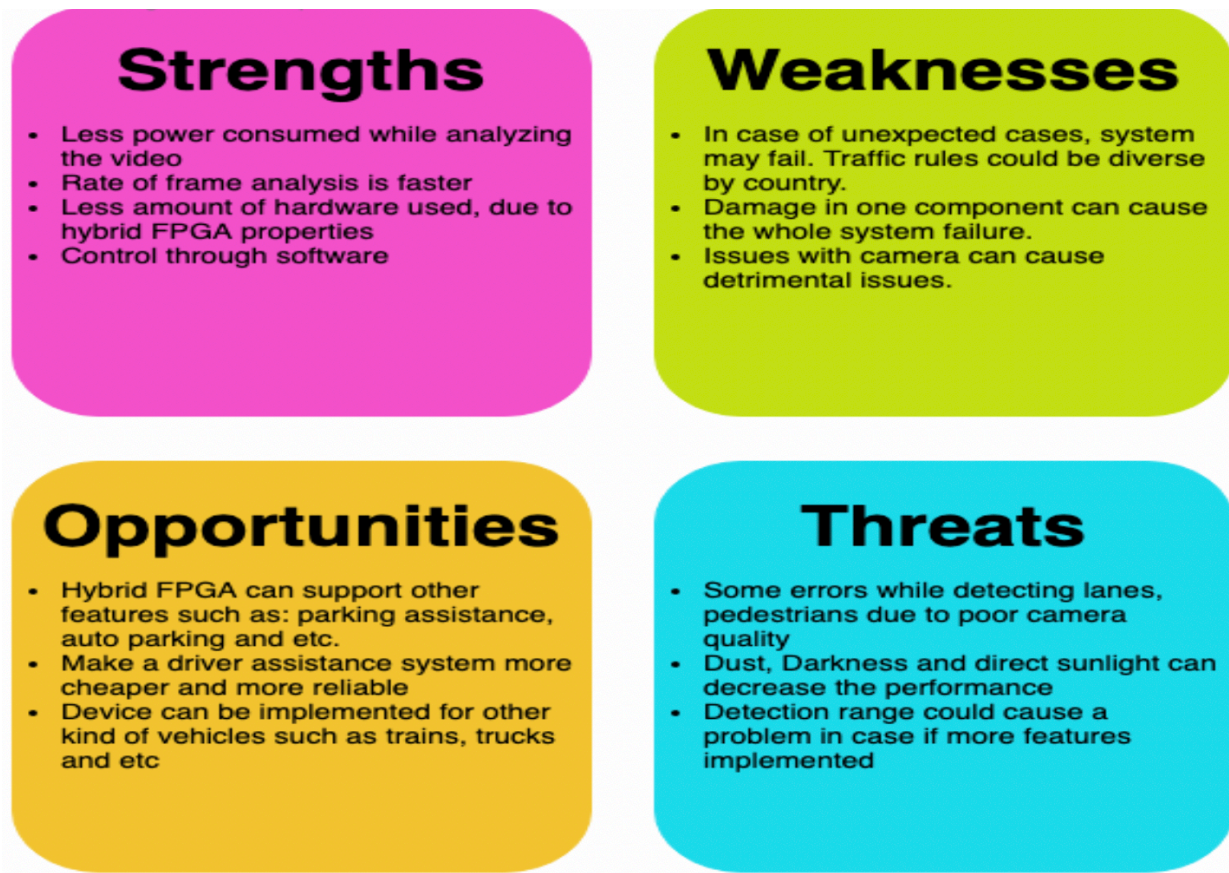 Strengths
• Less power consumed while analyzing
the video
• Rate of frame analysis is faster
• Less amount of hardware used, due to
hybrid FPGA properties
• Control through software
Weaknesses
• In case of unexpected cases, system
may fail. Traffic rules could be diverse
by country.
• Damage in one component can cause
the whole system failure.
• Issues with camera can cause
detrimental issues.
Opportunities
• Hybrid FPGA can support other
features such as: parking assistance,
auto parking and etc.
• Make a driver assistance system more
cheaper and more reliable
• Device can be implemented for other
kind of vehicles such as trains, trucks
and etc
Threats
• Some errors while detecting lanes,
pedestrians due to poor camera
quality
• Dust, Darkness and direct sunlight can
decrease the performance
• Detection range could cause a
problem in case if more features
implemented